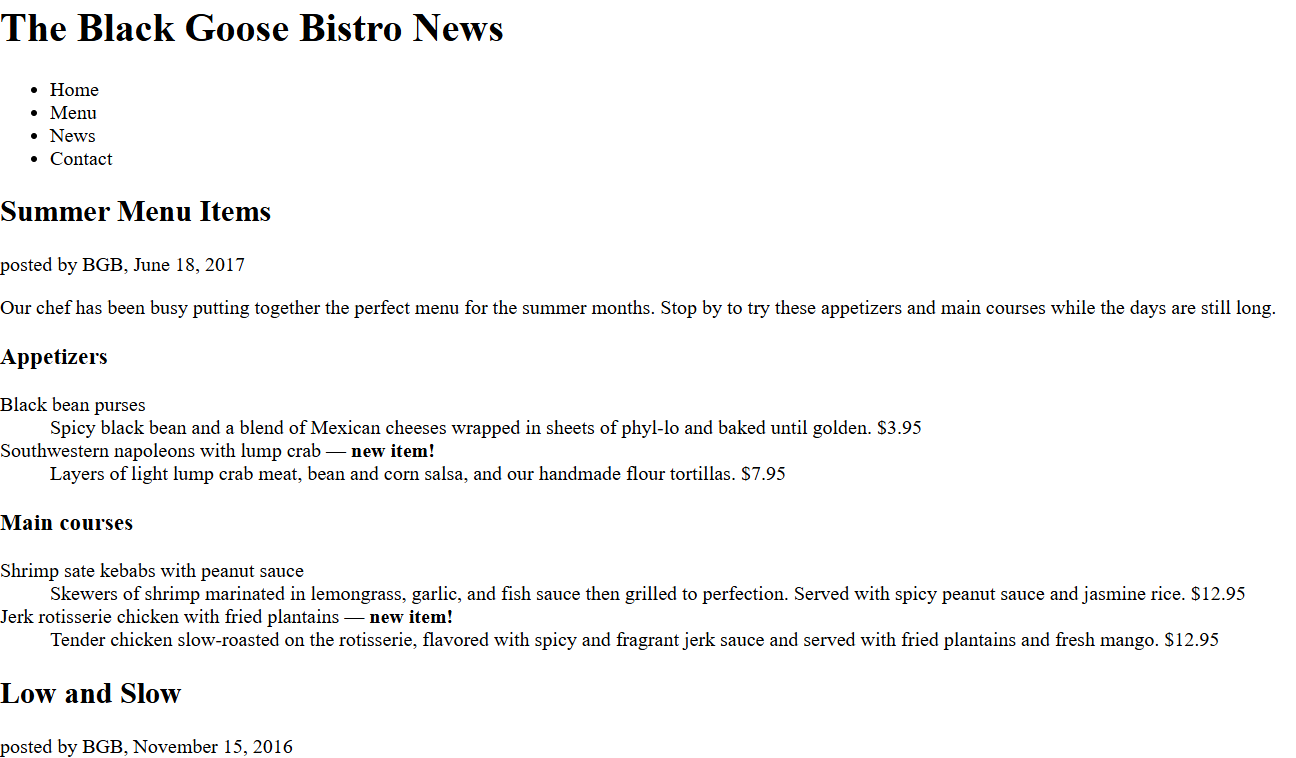 The Black Goose Bistro News
Home
Menu
News
Contact
Summer Menu Items
posted by BGB, June 18, 2017
Our chef has been busy putting together the perfect menu for the summer months. Stop by to try these appetizers and main courses while the days are still long.
Appetizers
Black bean purses
Spicy black bean and a blend of Mexican cheeses wrapped in sheets of phyl-lo and baked until golden. $3.95
Southwestern napoleons with lump crab — new item!
Layers of light lump crab meat, bean and corn salsa, and our handmade flour tortillas. $7.95
Main courses
Shrimp sate kebabs with peanut sauce
Skewers of shrimp marinated in lemongrass, garlic, and fish sauce then grilled to perfection. Served with spicy peanut sauce and jasmine rice. $12.95
Jerk rotisserie chicken with fried plantains — new item!
Tender chicken slow-roasted on the rotisserie, flavored with spicy and fragrant jerk sauce and served with fried plantains and fresh mango. $12.95
Low and Slow
posted by BGB, November 15, 2016